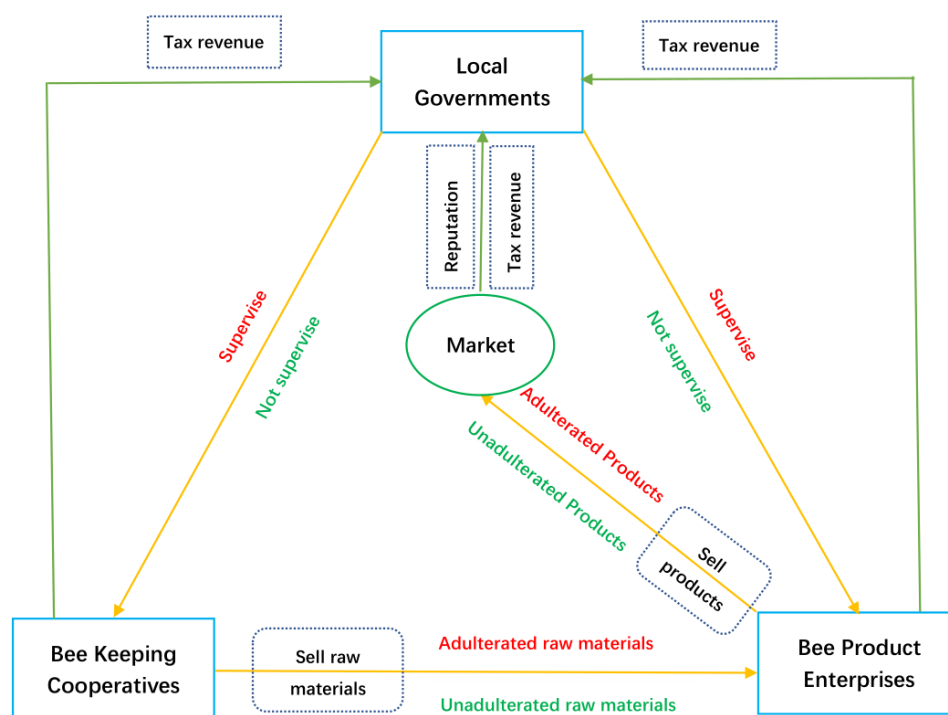 Tax revenue
Tax revenue
Local
Governments
Reputation
Tax revenue
Supervise
Not supervise
Market
Supervise
Not supervise
Adulterated Products
Unadulterated Products
Sell
products
Bee Keeping
Cooperatives
Sell raw
materials
Adulterated raw materials
Unadulterated raw materials
Bee Product
Enterprises